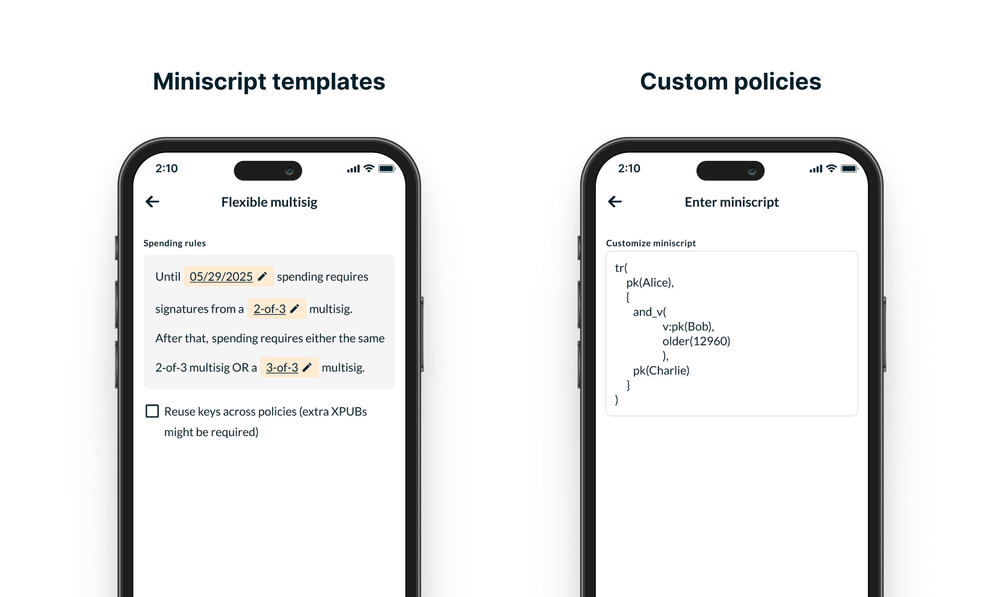 Miniscript templates
2:10
Flexible multisig
Spending rules
Until 05/29/2025 spending requires
signatures from a 2-of-3 multisig.
After that, spending requires either the same
2-of-3 multisig OR a 3-of-3 multisig.
Reuse keys across policies (extra XPUBs
might be required)
Custom policies
2:10
Enter miniscript
Customize miniscript
tr(
pk(Alice),
{
and_v(
v:pk(Bob),
older(12960)
),
pk(Charlie)
}
)